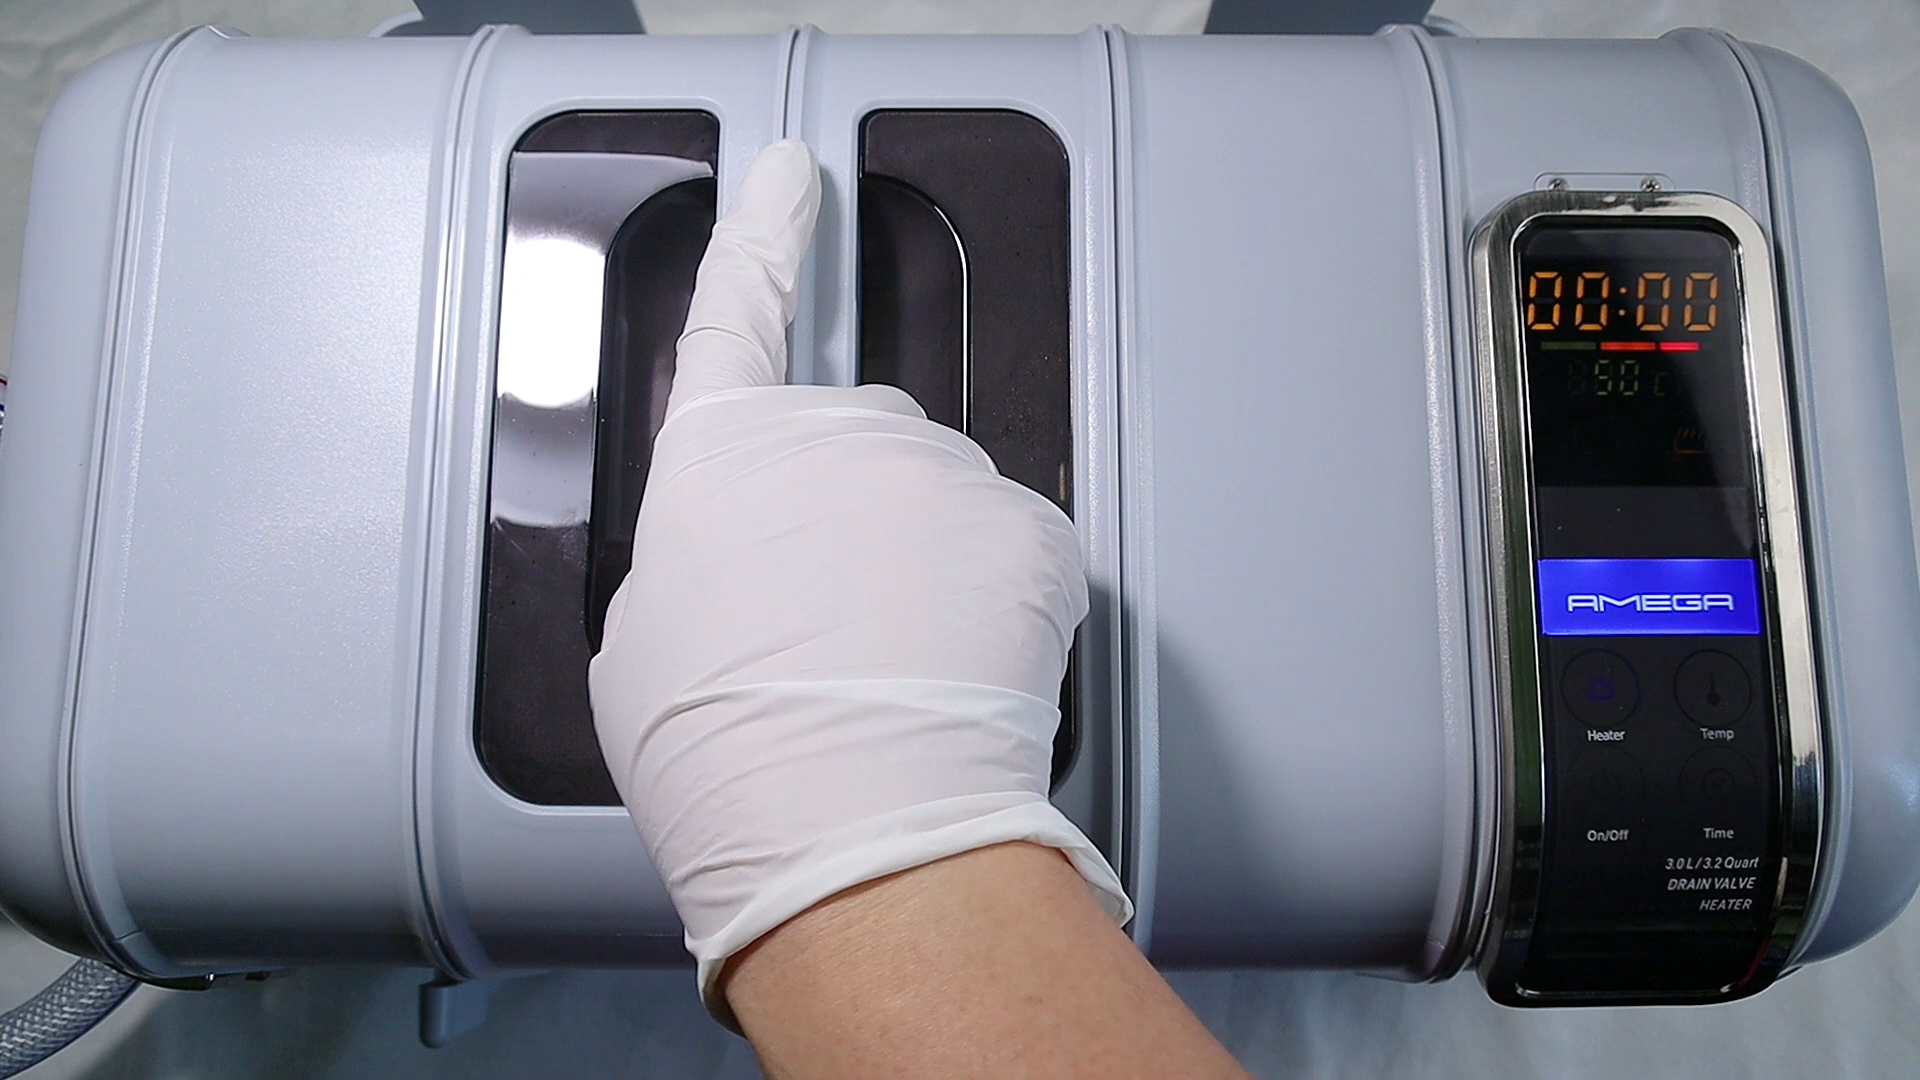 00:00
50 °C
AMEGA
Heater Temp
On/Off Time
3.0 L / 3.2 Quart
DRAIN VALVE
HEATER